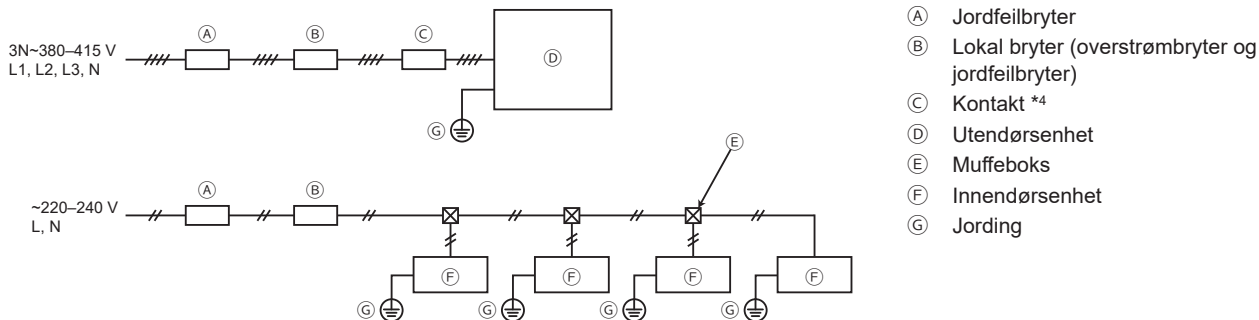 3N~380–415 V
L1, L2, L3, N
Ⓐ
Ⓑ
Ⓒ
Ⓓ
Ⓖ
~220–240 V
L, N
Ⓐ
Ⓑ
Ⓔ
Ⓕ
Ⓕ
Ⓕ
Ⓕ
Ⓖ
Ⓖ
Ⓖ
Ⓖ
Ⓐ Jordfeilbryter
Ⓑ Lokal bryter (overstrømbryter og
jordfeilbryter)
Ⓒ Kontakt *4
Ⓓ Utendørsenhet
Ⓔ Muffeboks
Ⓕ Innendørsenhet
Ⓖ Jording